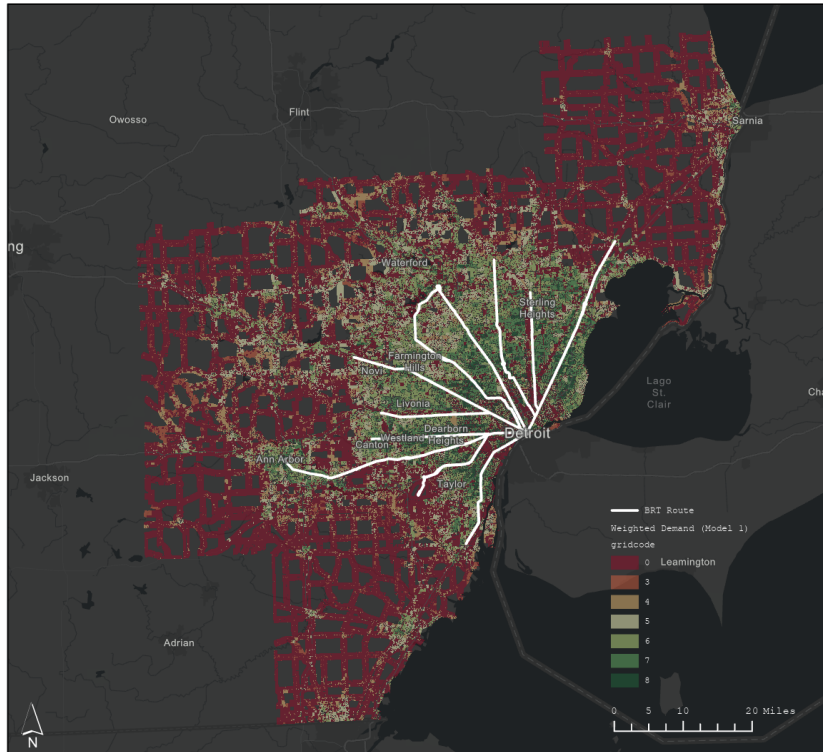 Owosso
Flint
Sarnia
ng
Waterford
Sterling
Heights
Farmington
Hills
Novi
Lago
St.
Clair
Cha
Livonia
Dearborn
Canton Westland Heights
Detroit
Ann Arbor
Taylor
Jackson
BRT Route
Weighted Demand (Model 1)
gridcode
0 Leamington
3
4
5
6
7
8
Adrian
0 5 10 20 Miles
N